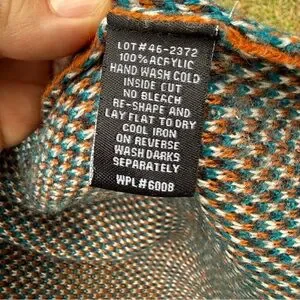 LOT#46-2372
100% ACRYLIC
HAND WASH COLD
INSIDE CUT
NO BLEACH
RE-SHAPE AND
LAY FLAT TO DRY
COOL IRON
ON REVERSE
WASH DARKS
SEPARATELY
WPL#6008